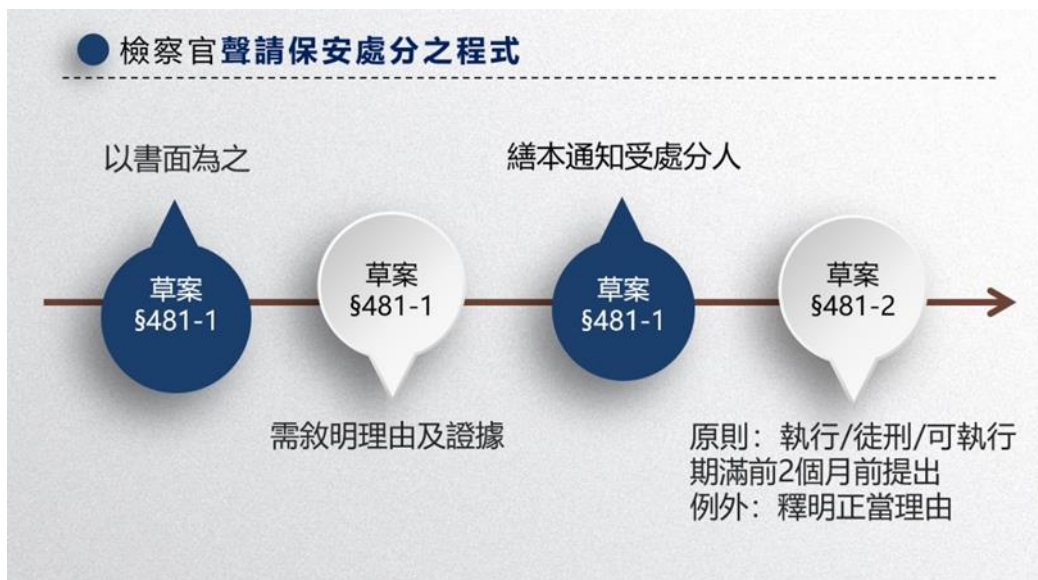 檢察官聲請保安處分之程式
以書面為之
繕本通知受處分人
草案
§481-1
草案
§481-1
草案
§481-1
草案
§481-2
需敘明理由及證據
原則：執行/徒刑/可執行
期滿前2個月前提出
例外：釋明正當理由